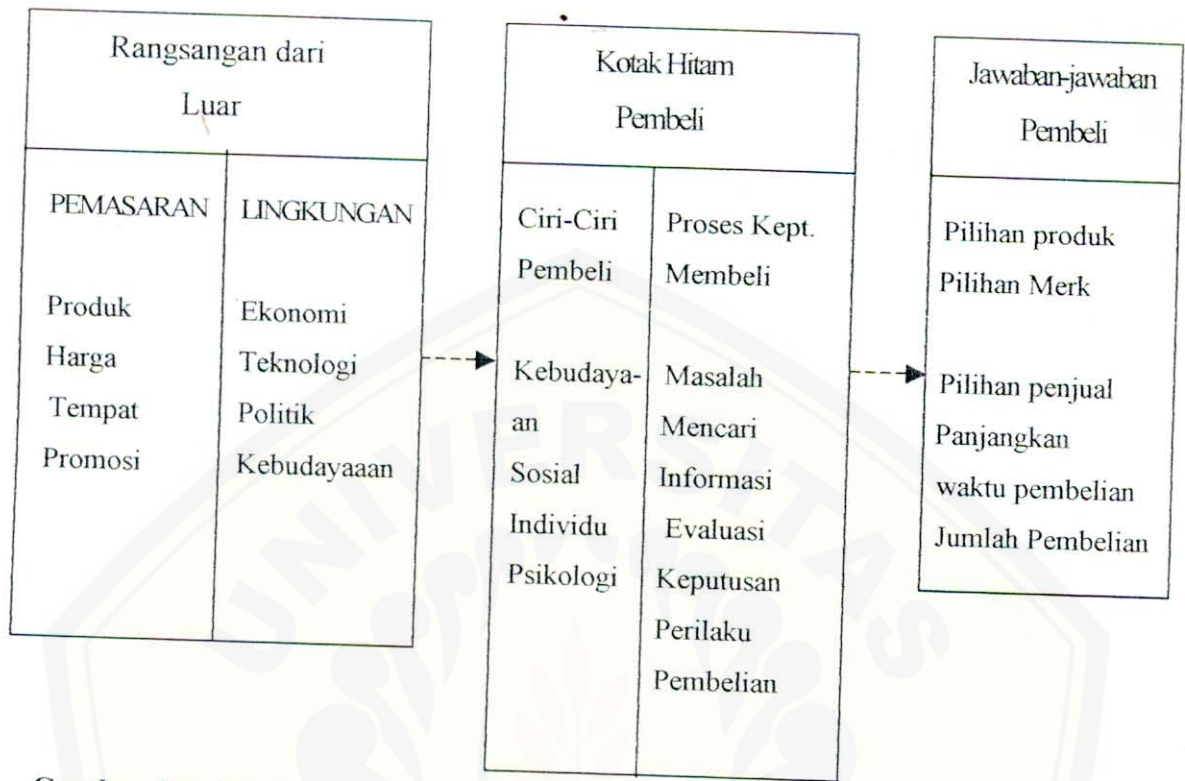 Rangsangan dari
Luar
PEMASARAN
Produk
Harga
Tempat
Promosi
LINGKUNGAN
Ekonomi
Teknologi
Politik
Kebudayaaan
Kotak Hitam
Pembeli
Ciri-Ciri
Pembeli
Kebudaya-
an
Sosial
Individu
Psikologi
Proses Kept.
Membeli
Masalah
Mencari
Informasi
Evaluasi
Keputusan
Perilaku
Pembelian
Jawaban-jawaban
Pembeli
Pilihan produk
Pilihan Merk
Pilihan penjual
Panjangkan
waktu pembelian
Jumlah Pembelian
UNIVERSITAS